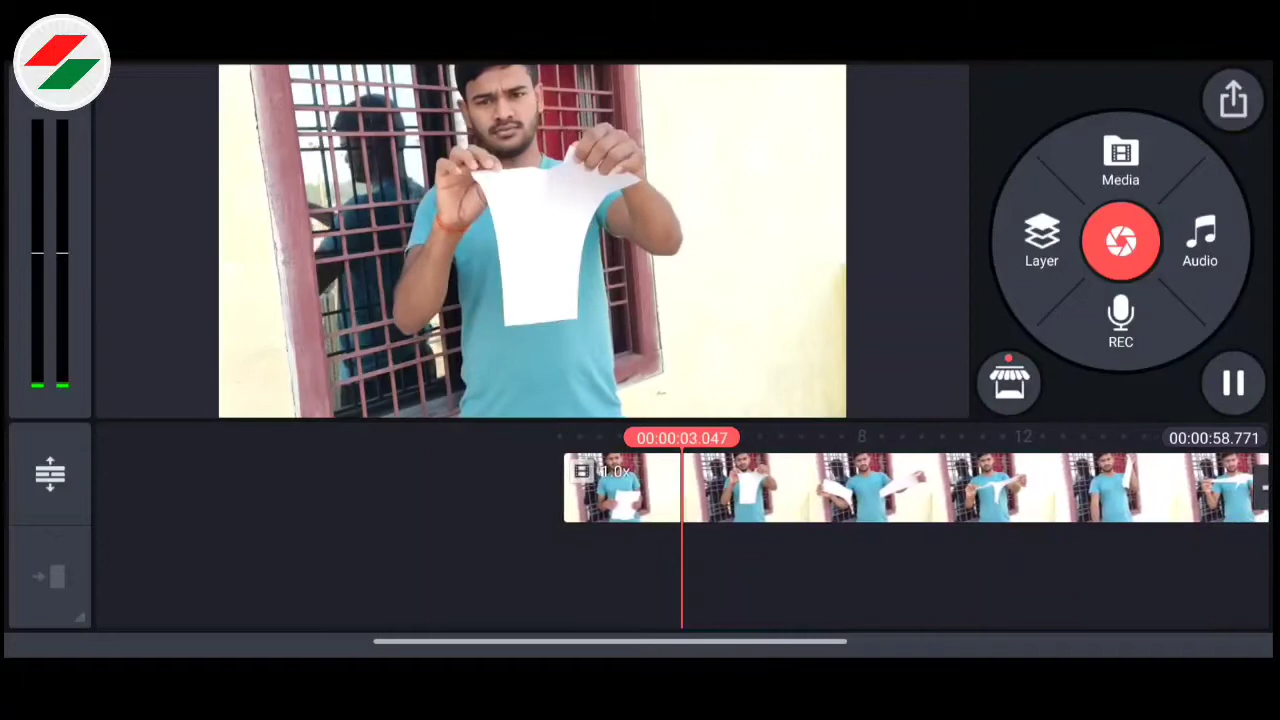 Media
Layer
Audio
REC
00:00:03.047
8
12
00:00:58.771
1.0x